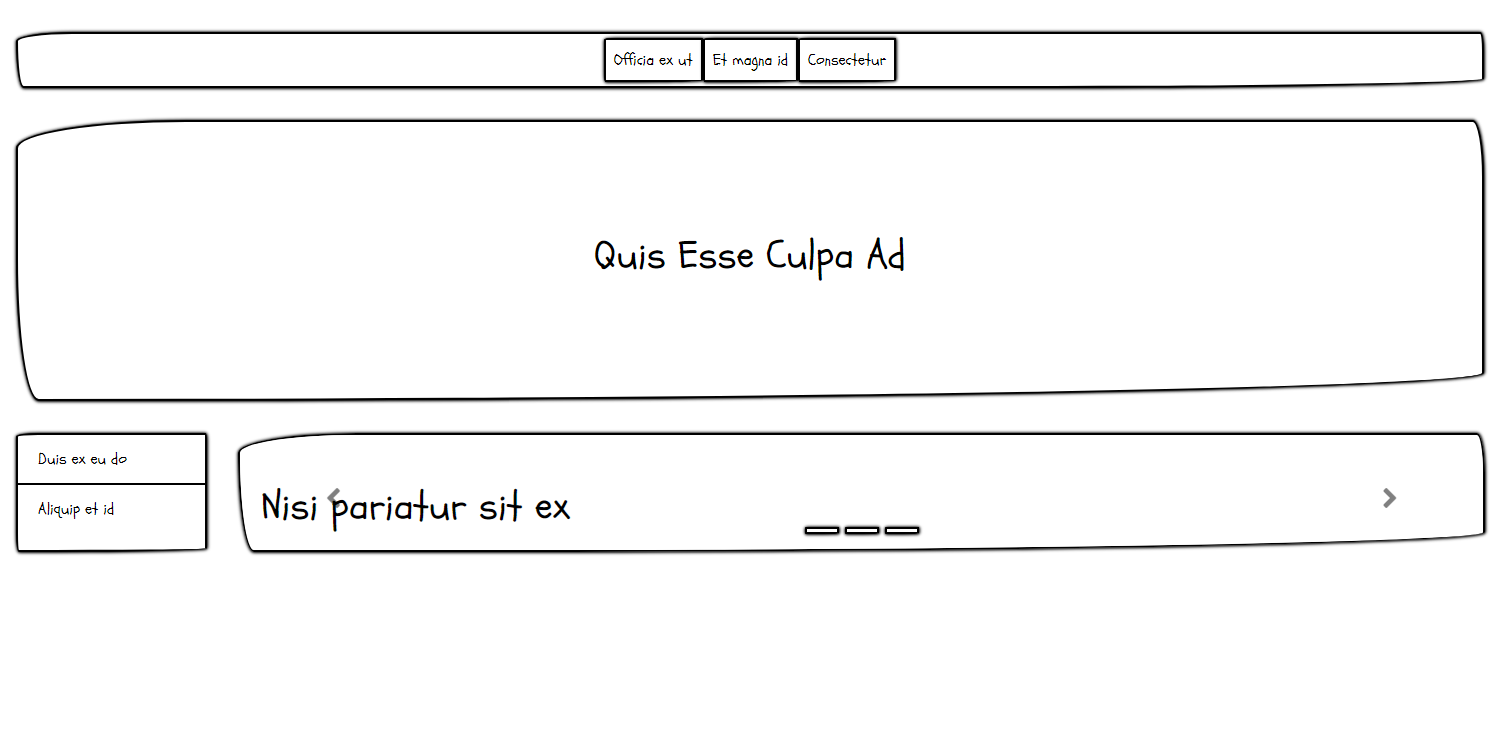 Officia ex ut
Et magna id
Consectetur
Quis Esse Culpa Ad
Duis ex eu do
Aliquip et id
Nisi pariatur sit ex